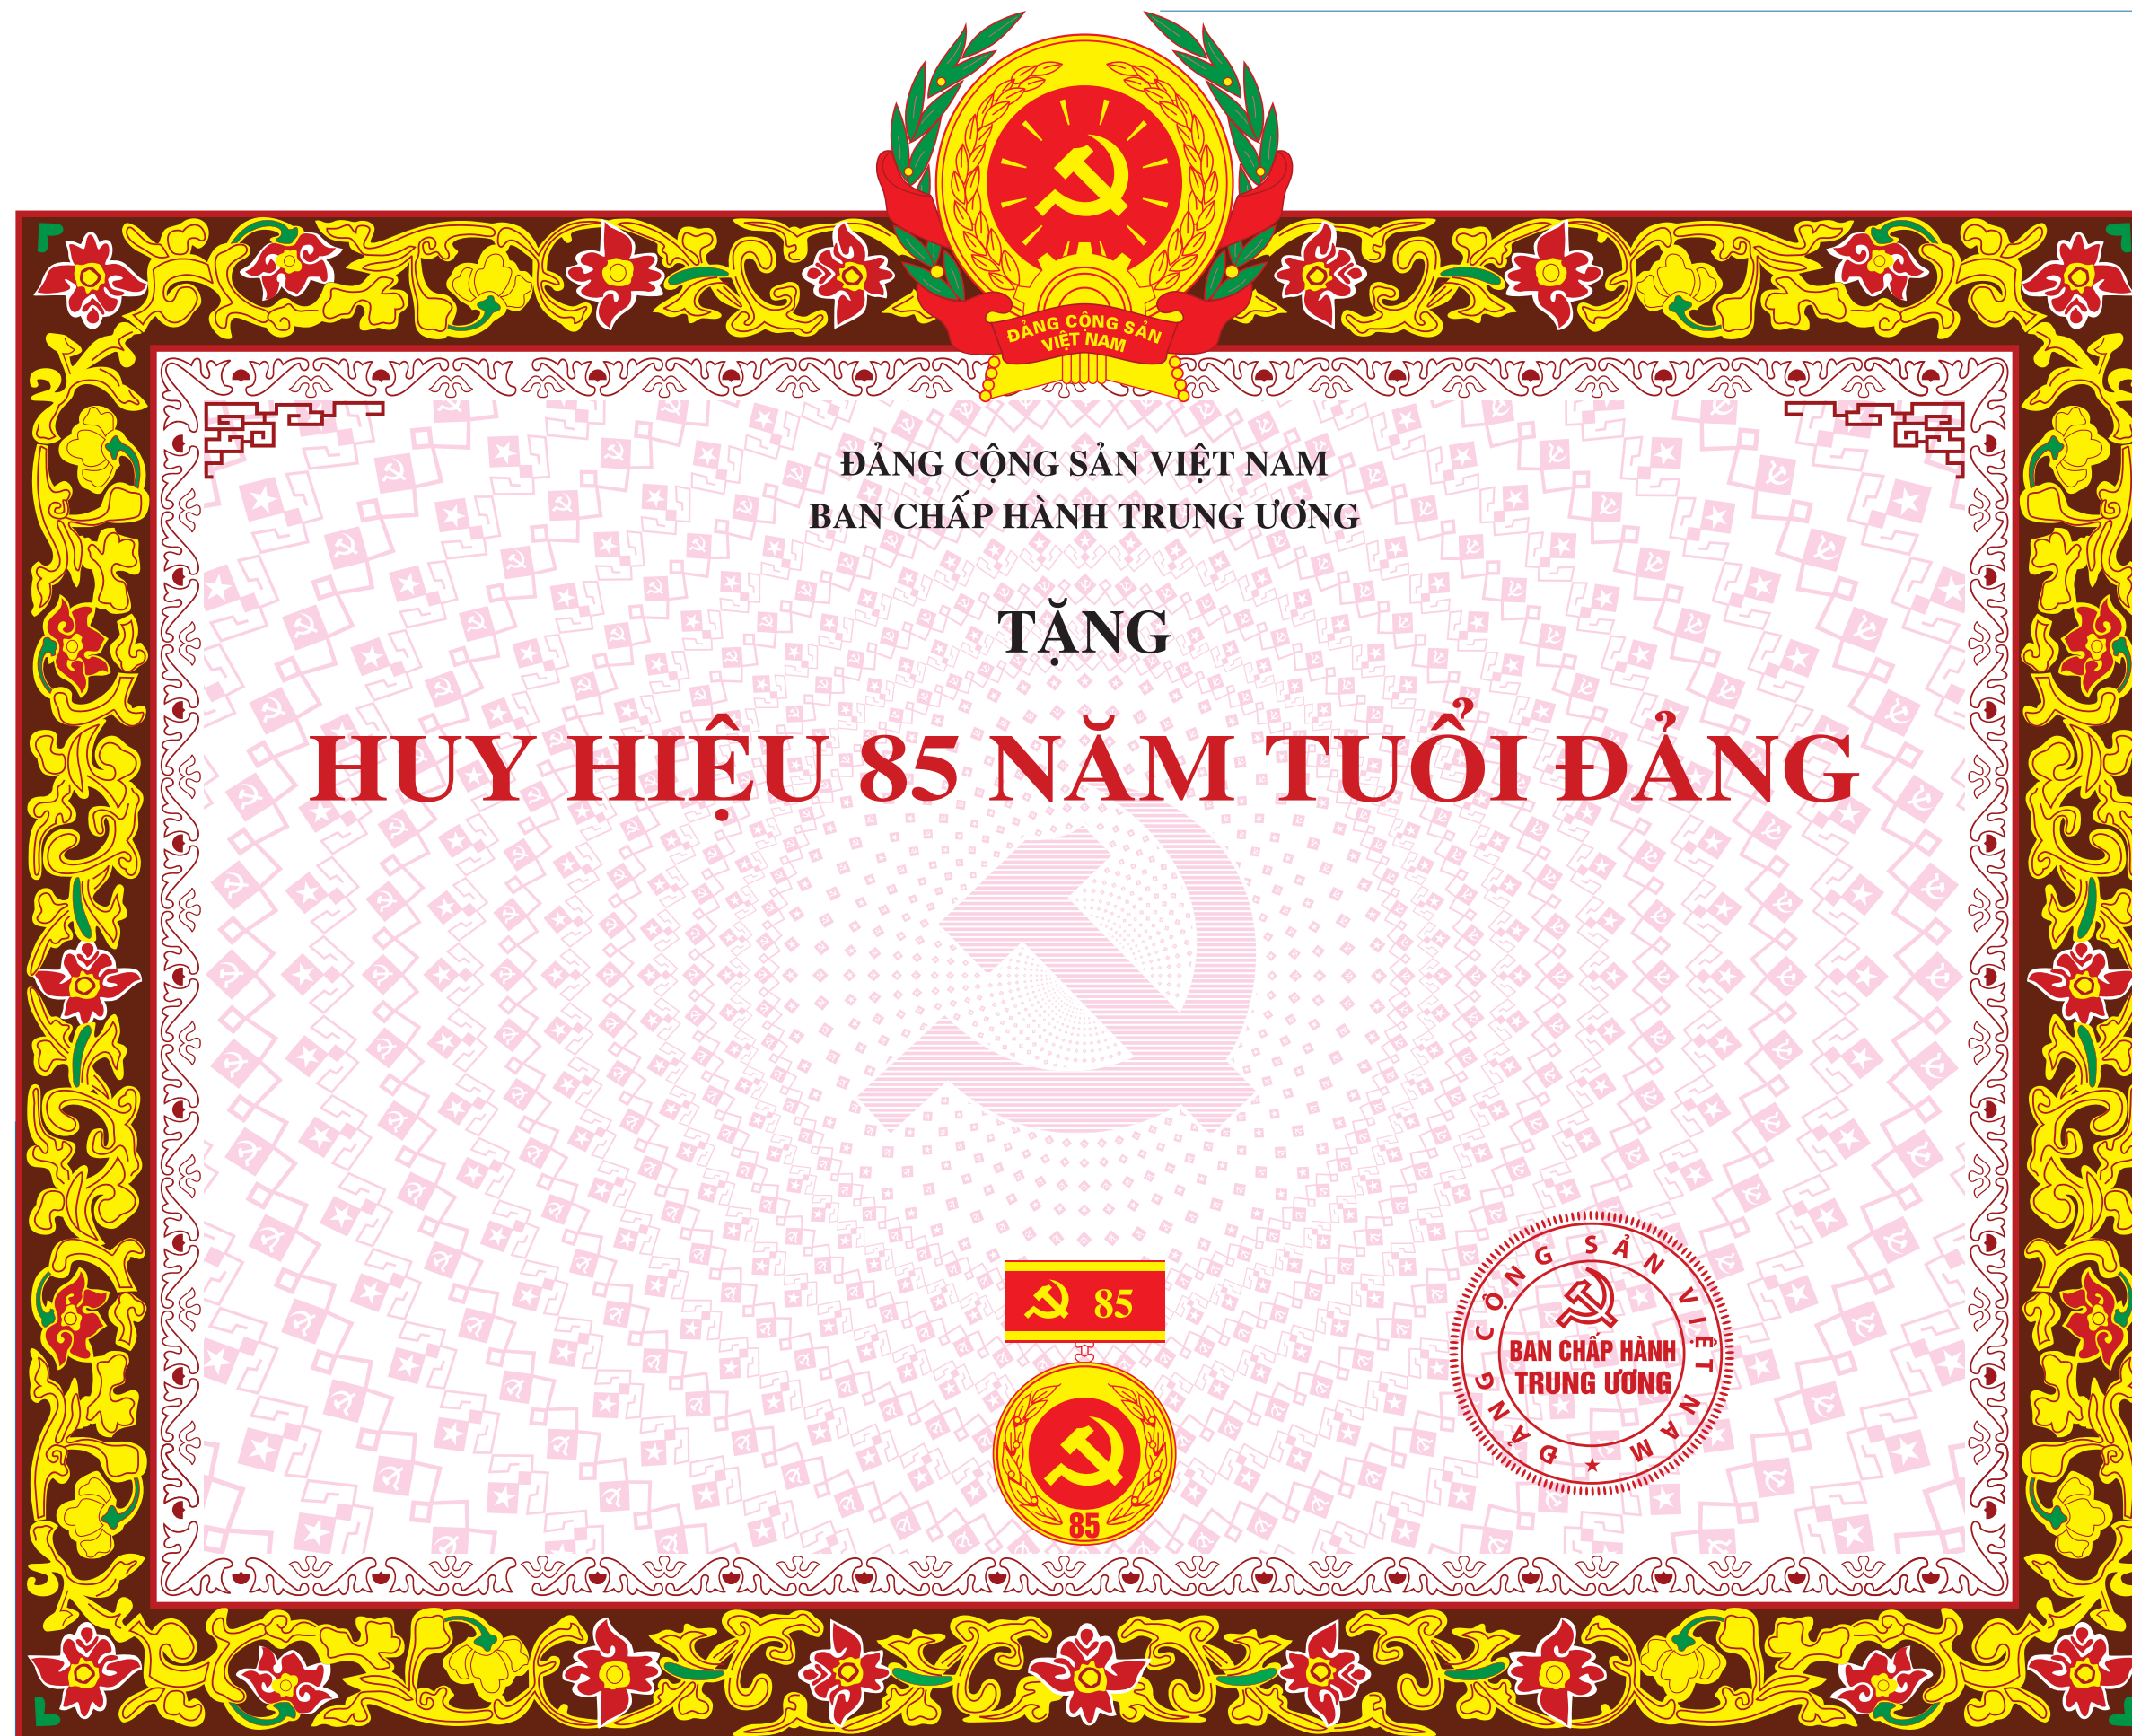 ĐẢNG CỘNG SẢN
VIỆT NAM
ĐẢNG CỘNG SẢN VIỆT NAM
BAN CHẤP HÀNH TRUNG ƯƠNG
TẶNG
HUY HIỆU 85 NĂM TUỔI ĐẢNG
85
85
ĐẢNG CỘNG SẢN VIỆT NAM
BAN CHẤP HÀNH
TRUNG ƯƠNG